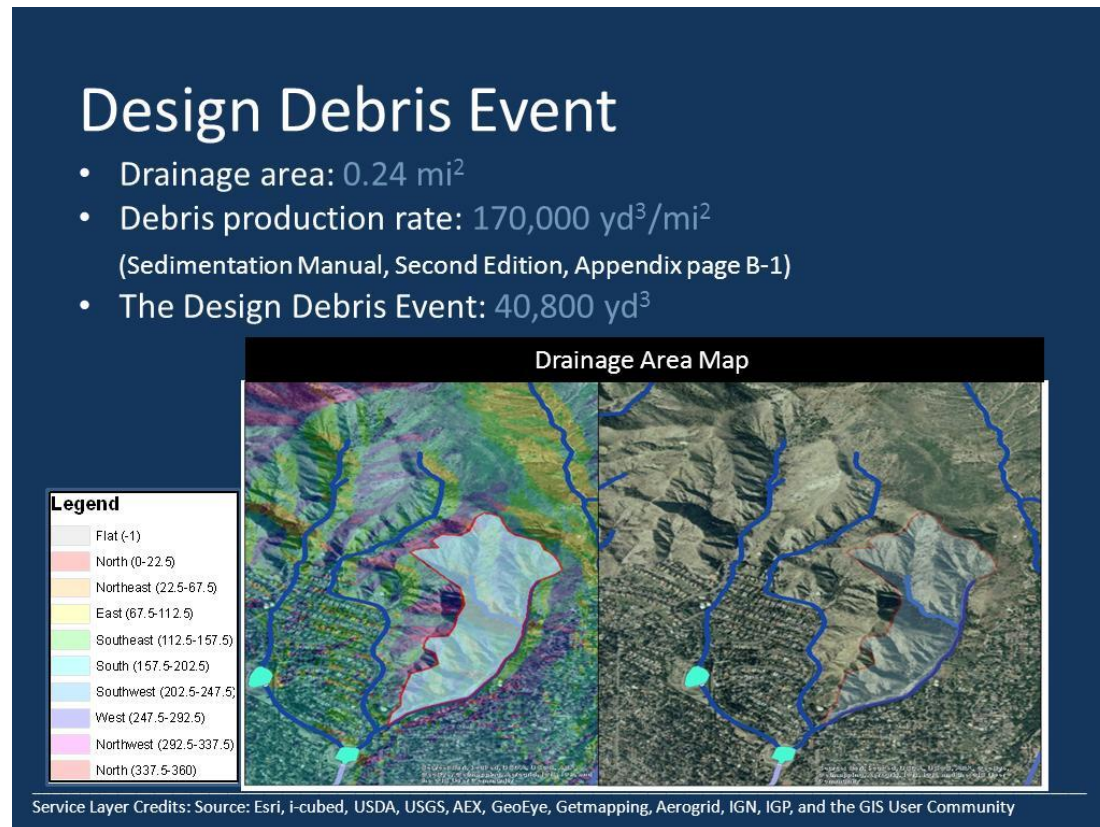 Design Debris Event
• Drainage area: 0.24 mi²
• Debris production rate: 170,000 yd³/mi²
(Sedimentation Manual, Second Edition, Appendix page B-1)
• The Design Debris Event: 40,800 yd³
Drainage Area Map
Legend
Flat (-1)
North (0-22.5)
Northeast (22.5-67.5)
East (67.5-112.5)
Southeast (112.5-157.5)
South (157.5-202.5)
Southwest (202.5-247.5)
West (247.5-292.5)
Northwest (292.5-337.5)
North (337.5-360)
Service Layer Credits: Source: Esri, i-cubed, USDA, USGS, AEX, GeoEye, Getmapping, Aerogrid, IGN, IGP, and the GIS User Community